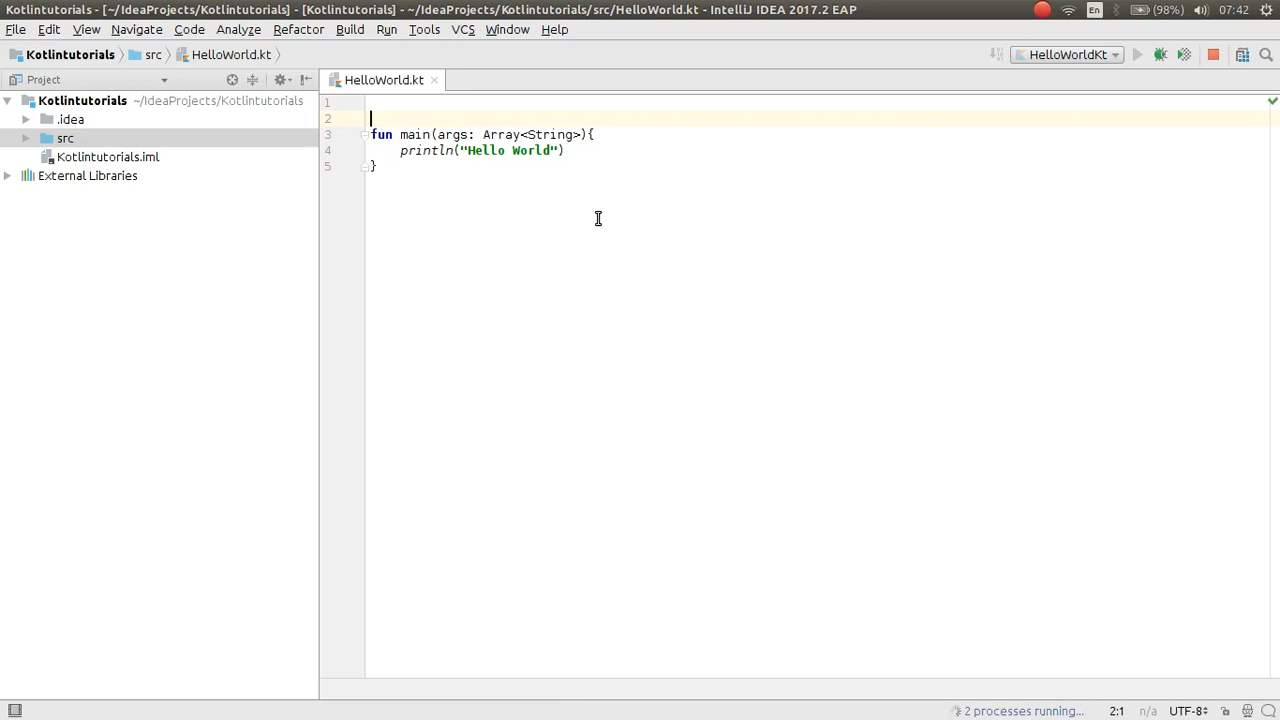 Kotlintutorials - [~/IdeaProjects/Kotlintutorials] - [Kotlintutorials] - ~/IdeaProjects/Kotlintutorials/src/HelloWorld.kt - IntelliJ IDEA 2017.2 EAP En (98%) 07:42
File Edit View Navigate Code Analyze Refactor Build Run Tools VCS Window Help
Kotlintutorials src HelloWorld.kt HelloWorldKt
Project HelloWorld.kt
Kotlintutorials ~/IdeaProjects/Kotlintutorials
.idea
src
Kotlintutorials.iml
External Libraries
1
2
3 fun main(args: Array<String>){
4 println("Hello World")
5 }
2 processes running... 2:1 n/a UTF-8